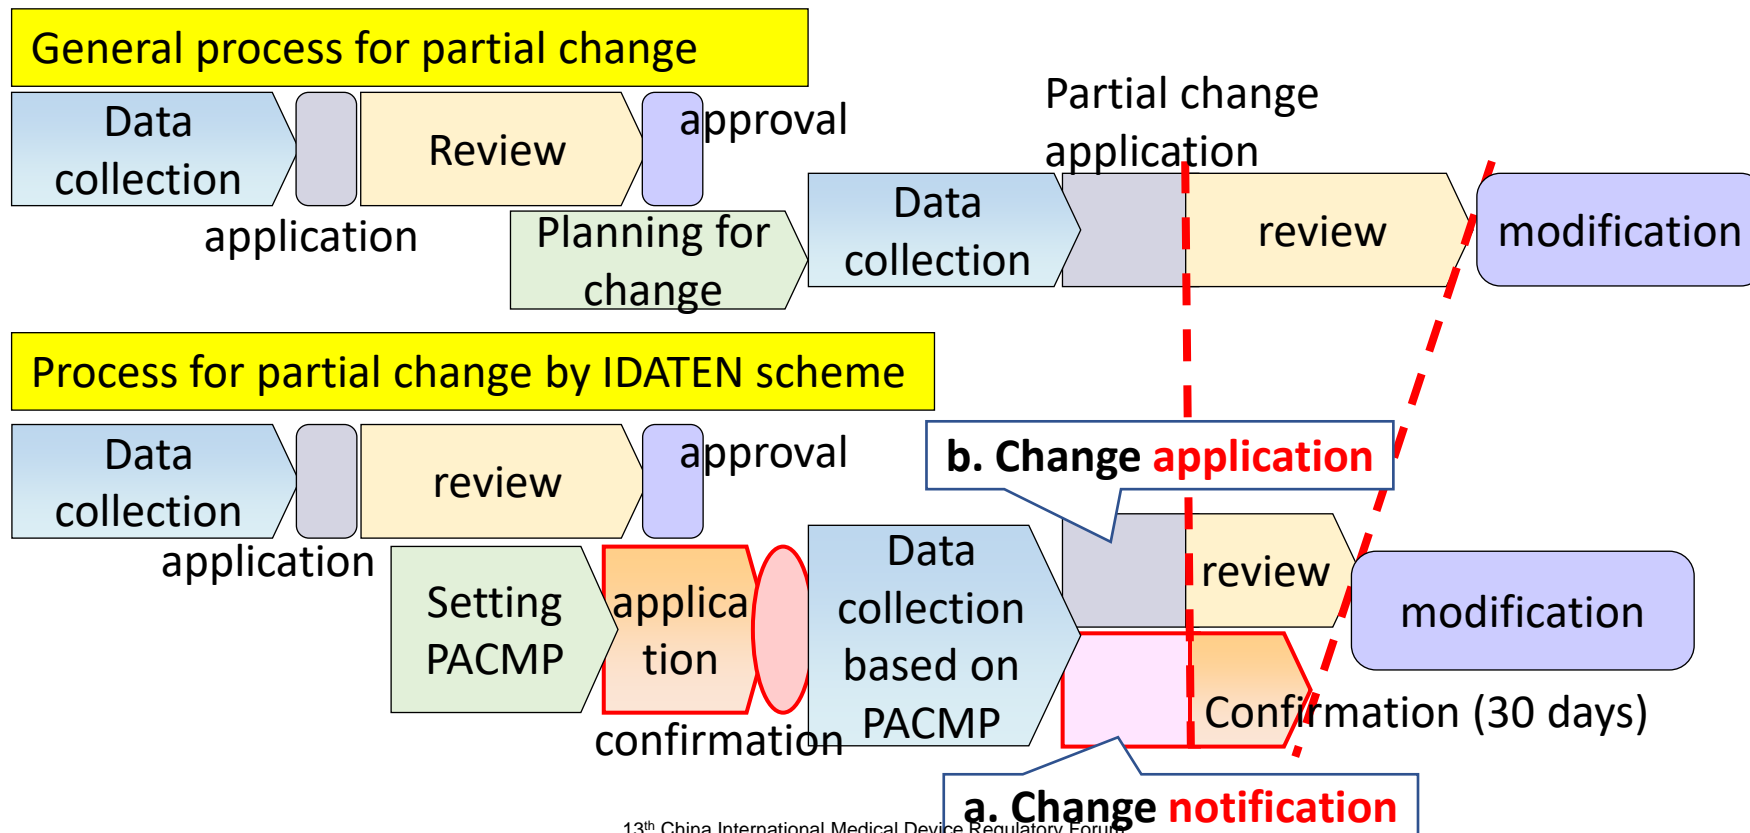 General process for partial change
Data
collection
Review
approval
application
Planning for
change
Data
collection
Partial change
application
review
modification
Process for partial change by IDATEN scheme
Data
collection
review
approval
application
Setting
PACMP
applica
tion
confirmation
Data
collection
based on
PACMP
b. Change application
review
modification
Confirmation (30 days)
a. Change notification
13th China International Medical Device Regulatory Forum